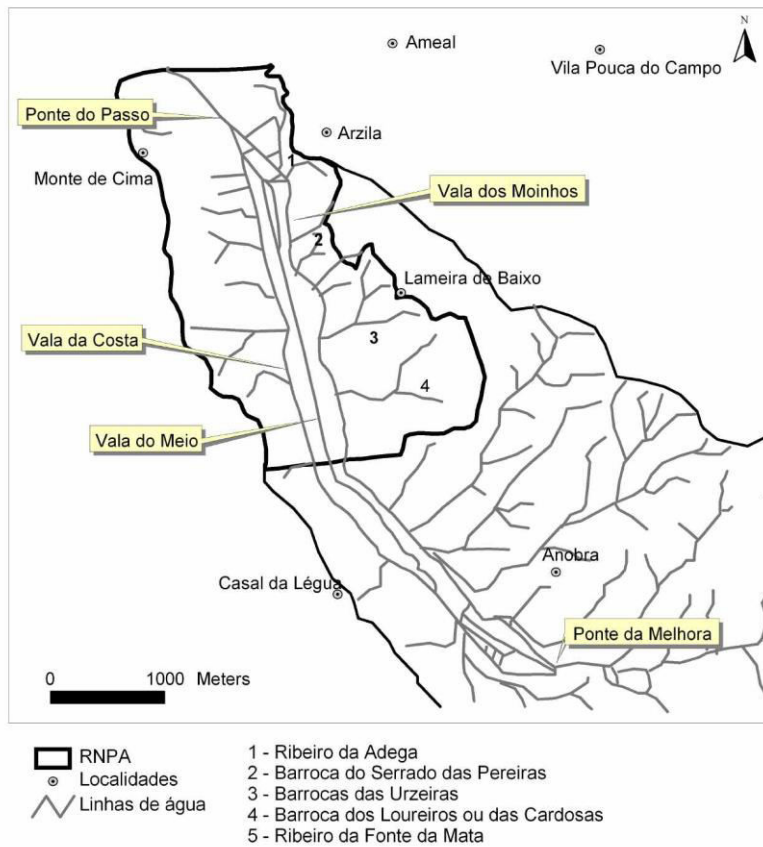 N
Ameal
Vila Pouca do Campo
Ponte do Passo
Arzila
Monte de Cima
1
Vala dos Moinhos
2
Lameira de Baixo
Vala da Costa
3
4
Vala do Meio
Anobra
Casal da Légua
Ponte da Melhora
0 1000 Meters
RNPA
Localidades
Linhas de água
1 - Ribeiro da Adega
2 - Barroca do Serrado das Pereiras
3 - Barrocas das Urzeiras
4 - Barroca dos Loureiros ou das Cardosas
5 - Ribeiro da Fonte da Mata